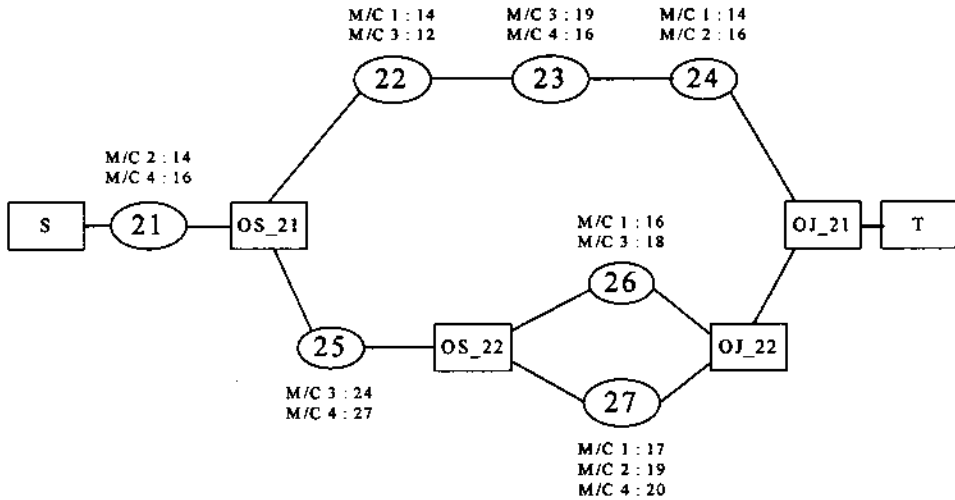 M/C 1 : 14
M/C 3 : 12
M/C 3 : 19
M/C 4 : 16
M/C 1 : 14
M/C 2 : 16
22
23
24
M/C 2 : 14
M/C 4 : 16
S
21
OS_21
OJ_21
T
M/C 1 : 16
M/C 3 : 18
26
25
OS_22
OJ_22
M/C 3 : 24
M/C 4 : 27
27
M/C 1 : 17
M/C 2 : 19
M/C 4 : 20